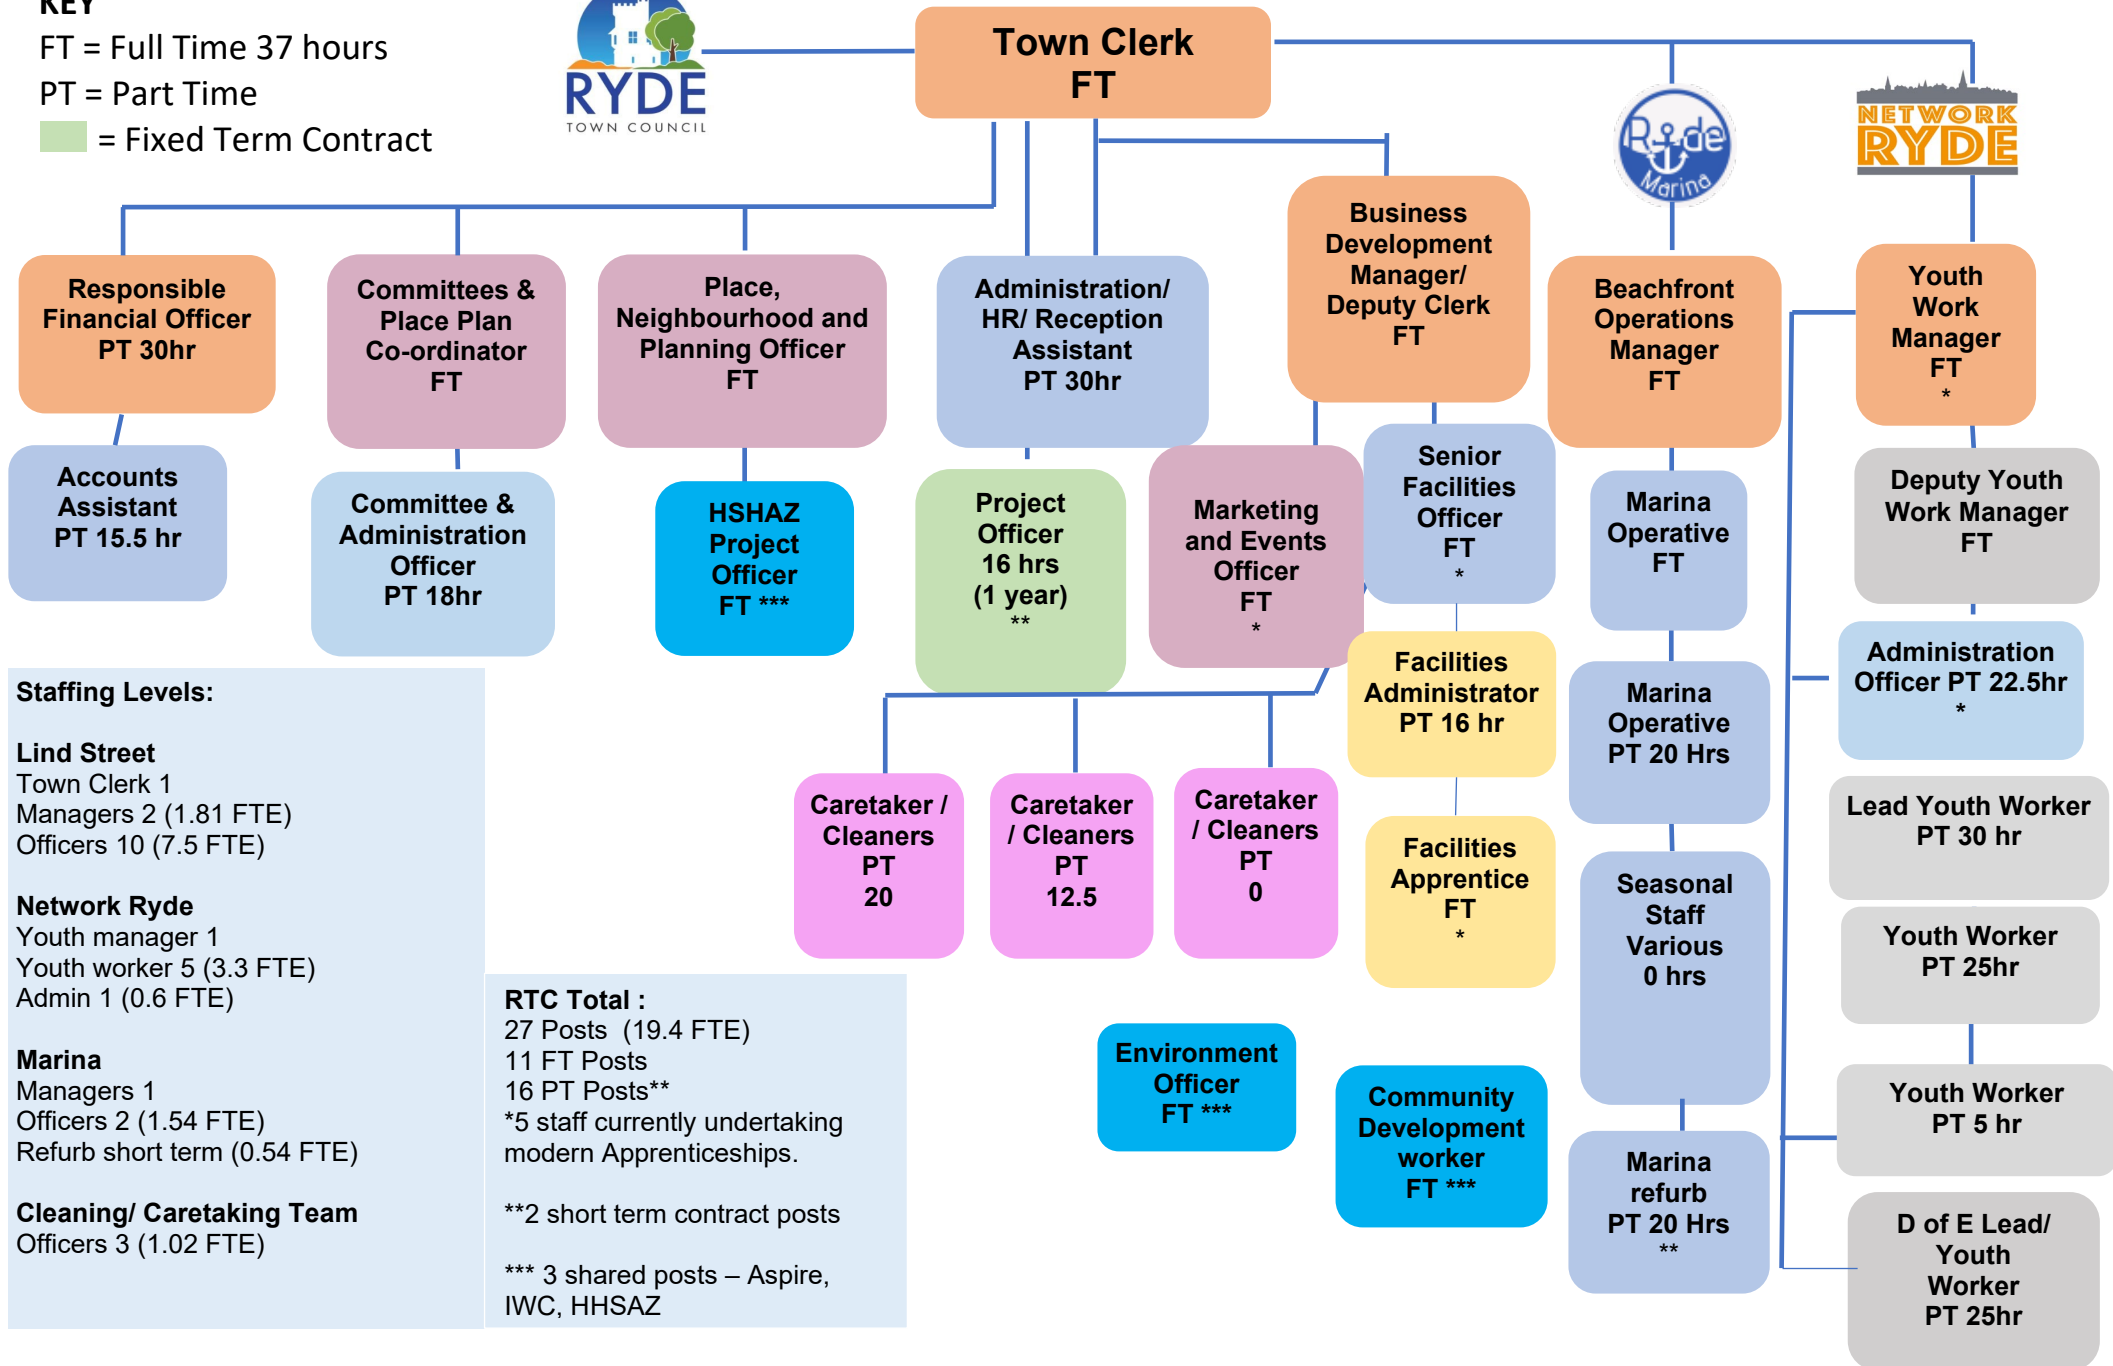 KEY
FT = Full Time 37 hours
PT = Part Time
= Fixed Term Contract
RYDE
TOWN COUNCIL
Town Clerk
FT
Ryde
Marina
NETWORK
RYDE
Responsible
Financial Officer
PT 30hr
Committees &
Place Plan
Co-ordinator
FT
Place,
Neighbourhood and
Planning Officer
FT
Administration/
HR/ Reception
Assistant
PT 30hr
Business
Development
Manager/
Deputy Clerk
FT
Beachfront
Operations
Manager
FT
Youth
Work
Manager
FT
*
Accounts
Assistant
PT 15.5 hr
Committee &
Administration
Officer
PT 18hr
HSHAZ
Project
Officer
FT ***
Project
Officer
16 hrs
(1 year)
**
Marketing
and Events
Officer
FT
*
Senior
Facilities
Officer
FT
*
Marina
Operative
FT
Deputy Youth
Work Manager
FT
Facilities
Administrator
PT 16 hr
Marina
Operative
PT 20 Hrs
Administration
Officer PT 22.5hr
*
Caretaker /
Cleaners
PT
20
Caretaker
/ Cleaners
PT
12.5
Caretaker
/ Cleaners
PT
0
Facilities
Apprentice
FT
*
Seasonal
Staff
Various
0 hrs
Lead Youth Worker
PT 30 hr
Youth Worker
PT 25hr
Environment
Officer
FT ***
Community
Development
worker
FT ***
Marina
refurb
PT 20 Hrs
**
Youth Worker
PT 5 hr
D of E Lead/
Youth
Worker
PT 25hr
Staffing Levels:
Lind Street
Town Clerk 1
Managers 2 (1.81 FTE)
Officers 10 (7.5 FTE)
Network Ryde
Youth manager 1
Youth worker 5 (3.3 FTE)
Admin 1 (0.6 FTE)
Marina
Managers 1
Officers 2 (1.54 FTE)
Refurb short term (0.54 FTE)
Cleaning/ Caretaking Team
Officers 3 (1.02 FTE)
RTC Total :
27 Posts (19.4 FTE)
11 FT Posts
16 PT Posts**
*5 staff currently undertaking
modern Apprenticeships.
**2 short term contract posts
*** 3 shared posts – Aspire,
IWC, HHSAZ